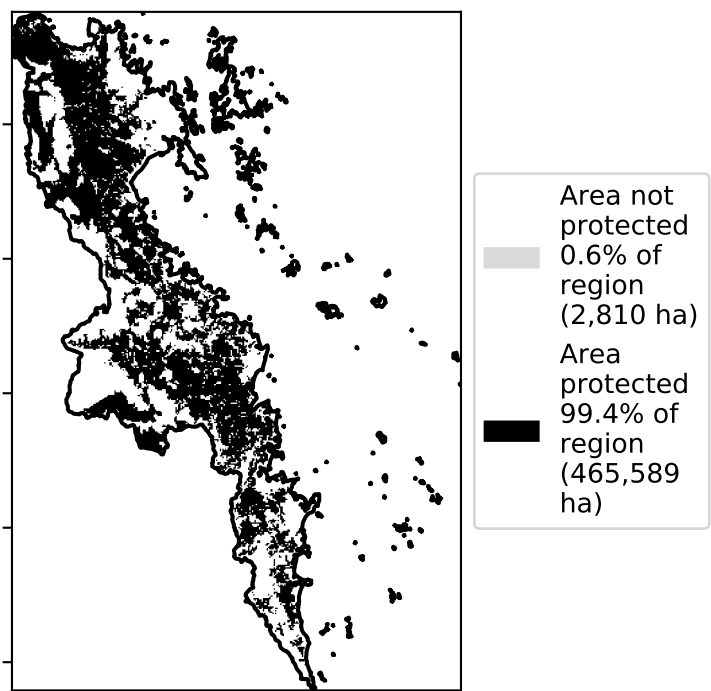 Area not
protected
0.6% of
region
(2,810 ha)
Area
protected
99.4% of
region
(465,589
ha)